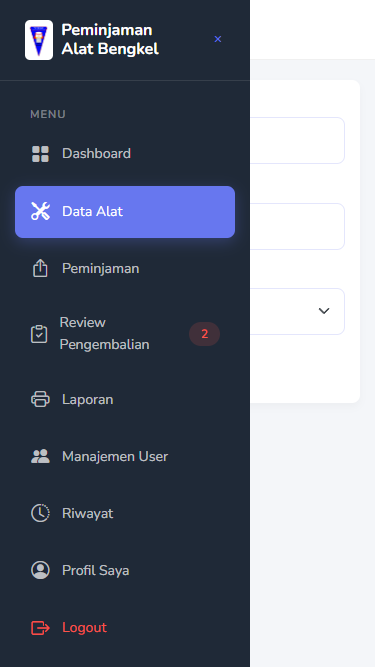 Peminjaman
Alat Bengkel
×
MENU
Dashboard
Data Alat
Peminjaman
Review
Pengembalian
2
Laporan
Manajemen User
Riwayat
Profil Saya
Logout